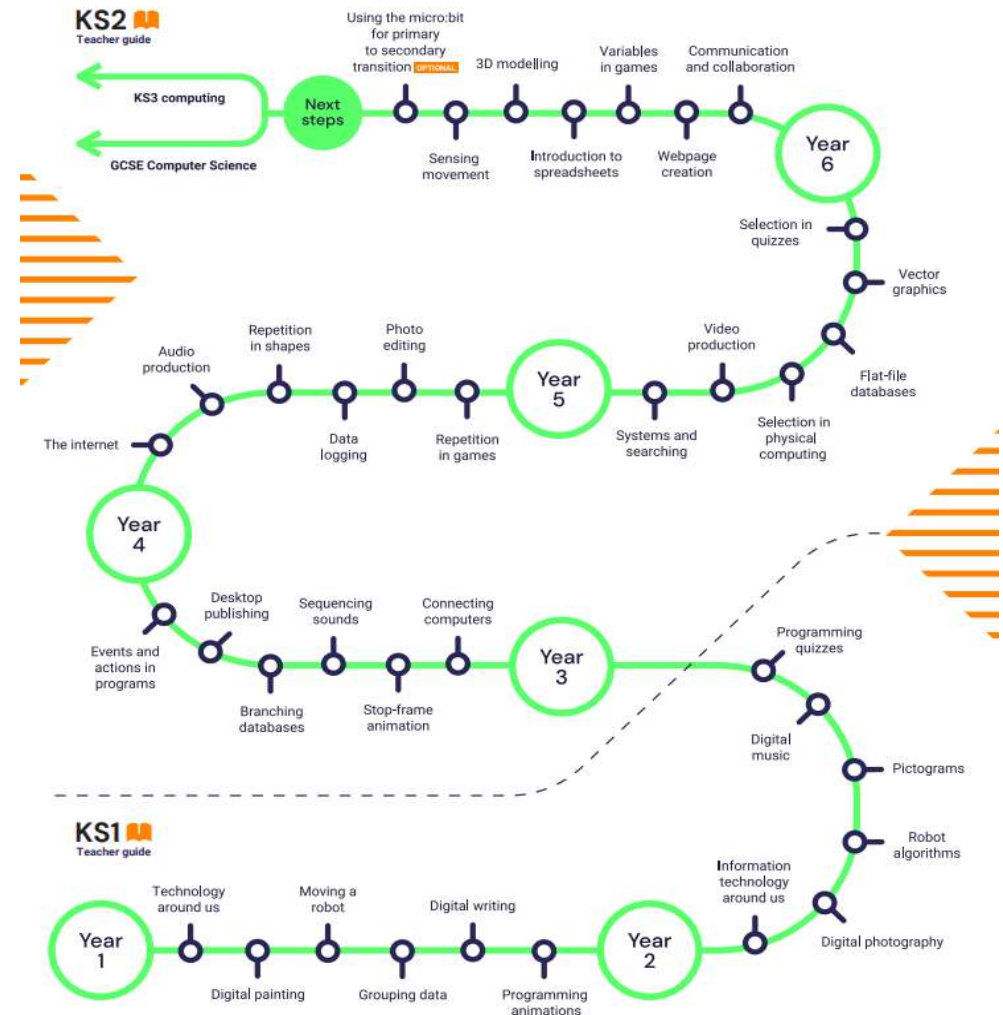 KS2
Teacher guide
Using the micro:bit
for primary
to secondary
transition OPTIONAL
3D modelling
Variables
in games
Communication
and collaboration
KS3 computing
Next
steps
GCSE Computer Science
Sensing
movement
Introduction to
spreadsheets
Webpage
creation
Year
6
Selection in
quizzes
Vector
graphics
Flat-file
databases
Selection in
physical
computing
Video
production
Systems and
searching
Year
5
Repetition
in games
Photo
editing
Data
logging
Repetition
in shapes
Audio
production
The internet
Year
4
Events and
actions in
programs
Desktop
publishing
Branching
databases
Sequencing
sounds
Stop-frame
animation
Connecting
computers
Year
3
Programming
quizzes
Digital
music
Pictograms
Robot
algorithms
Digital photography
Information
technology
around us
KS1
Teacher guide
Year
1
Technology
around us
Digital painting
Moving a
robot
Grouping data
Digital writing
Programming
animations
Year
2